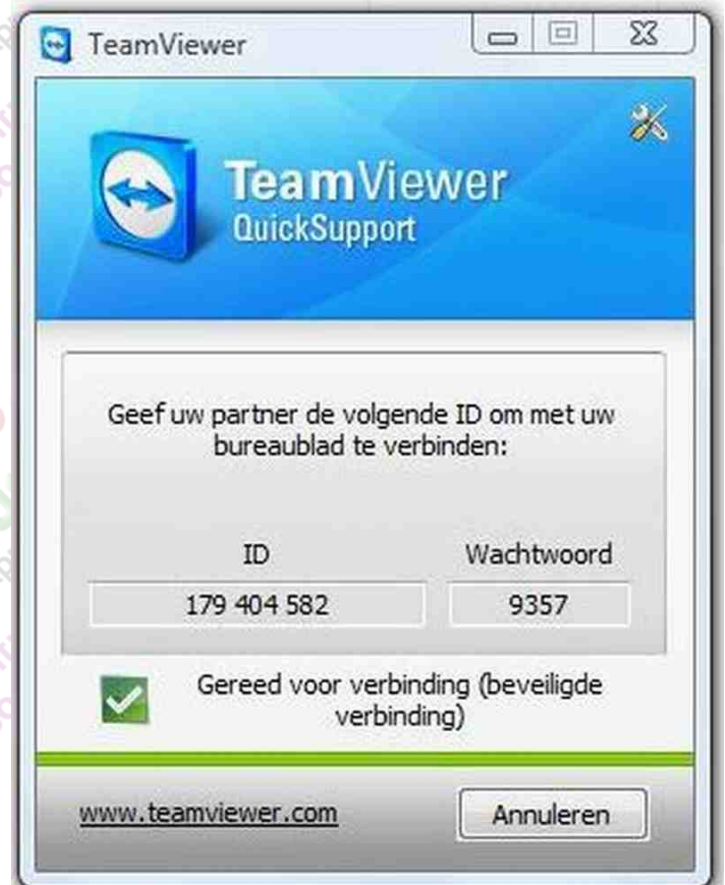 TeamViewer
TeamViewer
QuickSupport
Geef uw partner de volgende ID om met uw
bureaublad te verbinden:
ID Wachtwoord
179 404 582 9357
Gereed voor verbinding (beveiligde
verbinding)
www.teamviewer.com Annuleren